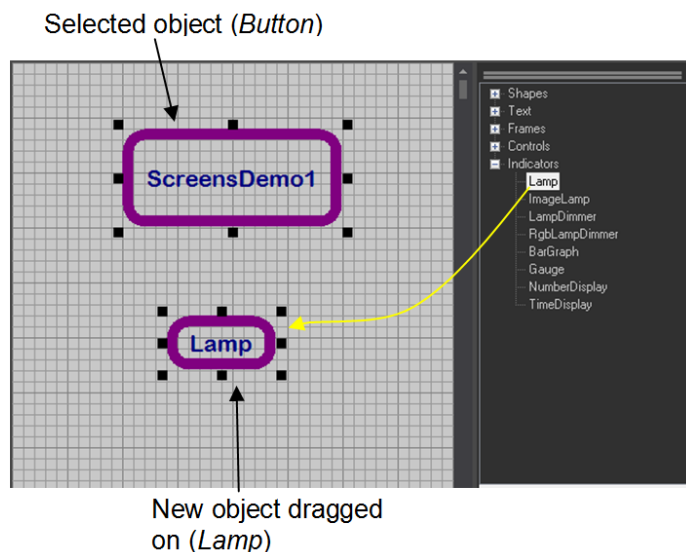 Selected object (Button)
ScreensDemo1
Lamp
Shapes
Text
Frames
Controls
Indicators
Lamp
ImageLamp
LampDimmer
RgbLampDimmer
BarGraph
Gauge
NumberDisplay
TimeDisplay
New object dragged
on (Lamp)